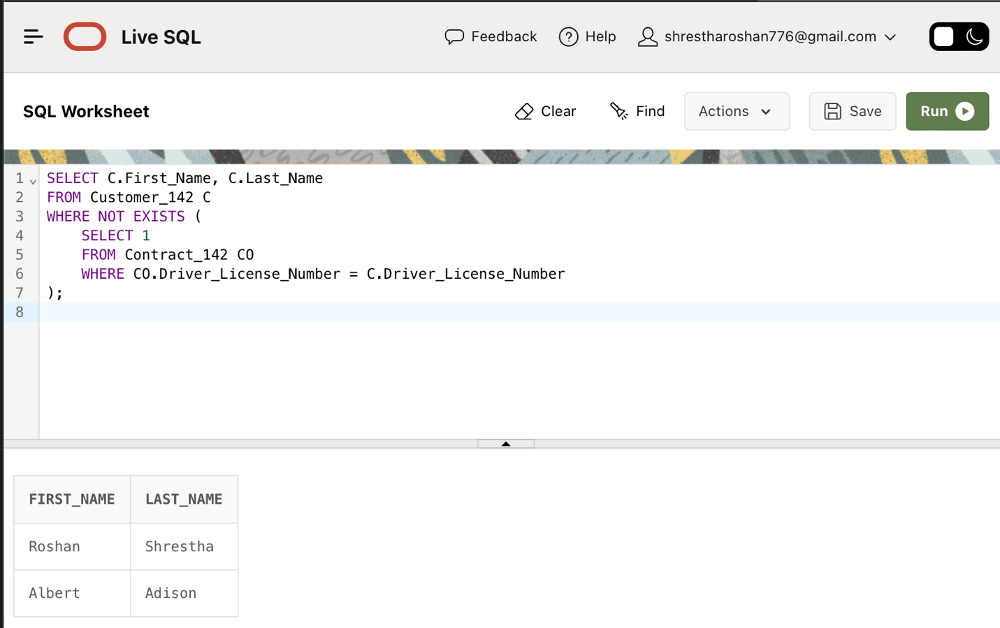 Live SQL
Feedback
Help
shrestharoshan776@gmail.com
SQL Worksheet
Clear
Find
Actions
Save
Run
1 SELECT C.First_Name, C.Last_Name
2 FROM Customer_142 C
3 WHERE NOT EXISTS (
4     SELECT 1
5     FROM Contract_142 CO
6     WHERE CO.Driver_License_Number = C.Driver_License_Number
7 );
8
FIRST_NAME LAST_NAME
Roshan Shrestha
Albert Adison